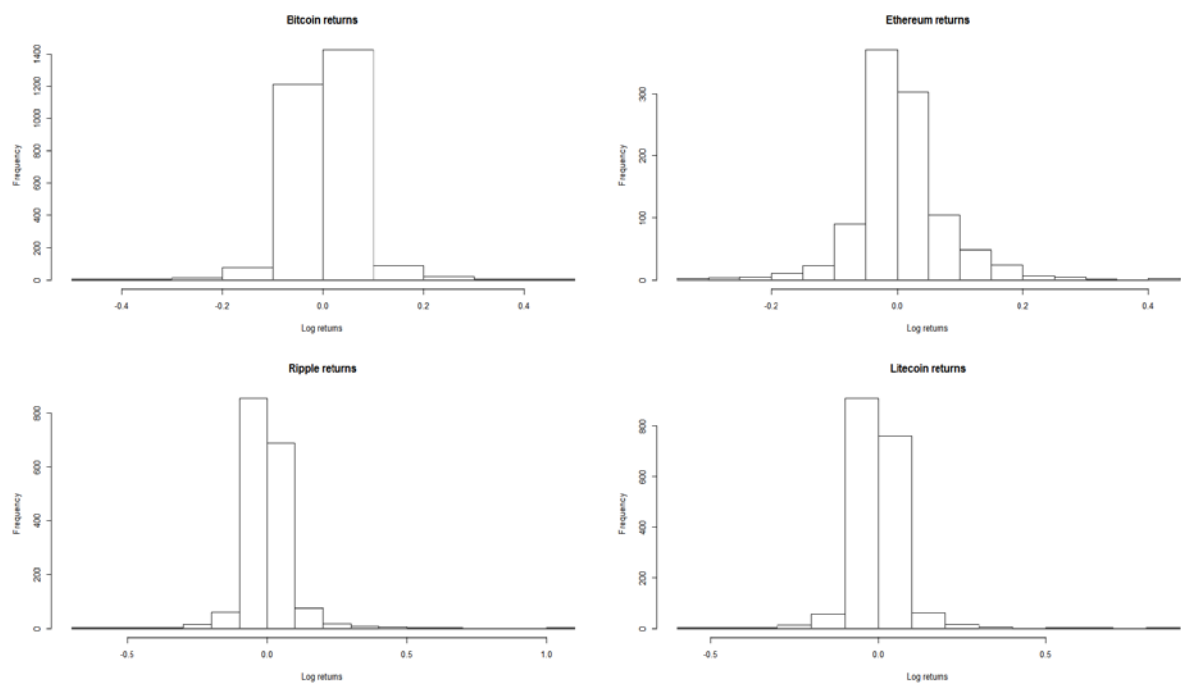 Bitcoin returns
Frequency
0 200 400 600 800 1000 1200 1400
-0.4 -0.2 0.0 0.2 0.4
Log returns
Ethereum returns
Frequency
0 100 200 300
-0.2 0.0 0.2 0.4
Log returns
Ripple returns
Frequency
0 200 400 600 800
-0.5 0.0 0.5 1.0
Log returns
Litecoin returns
Frequency
0 200 400 600 800
-0.5 0.0 0.5
Log returns